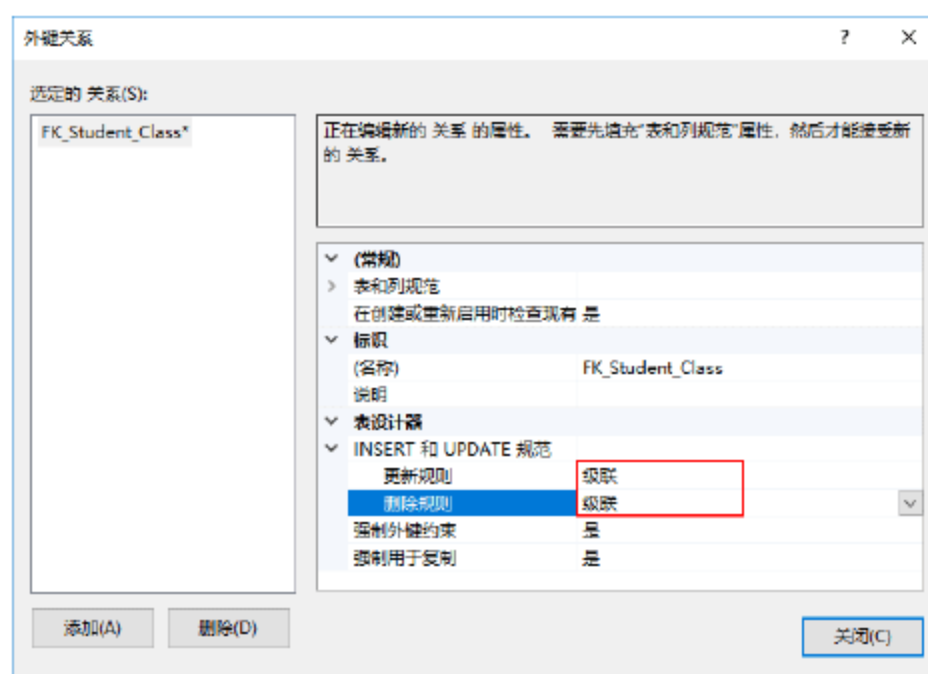 外键关系
选定的 关系(S):
FK_Student_Class*
正在编辑新的 关系 的属性。 需要先填充"表和列规范"属性，然后才能接受新
的 关系。
(常规)
表和列规范
在创建或重新启用时检查现有 是
标识
(名称) FK_Student_Class
说明
表设计器
INSERT 和 UPDATE 规范
更新规则 级联
删除规则 级联
强制外键约束 是
强制用于复制 是
添加(A) 删除(D)
关闭(C)